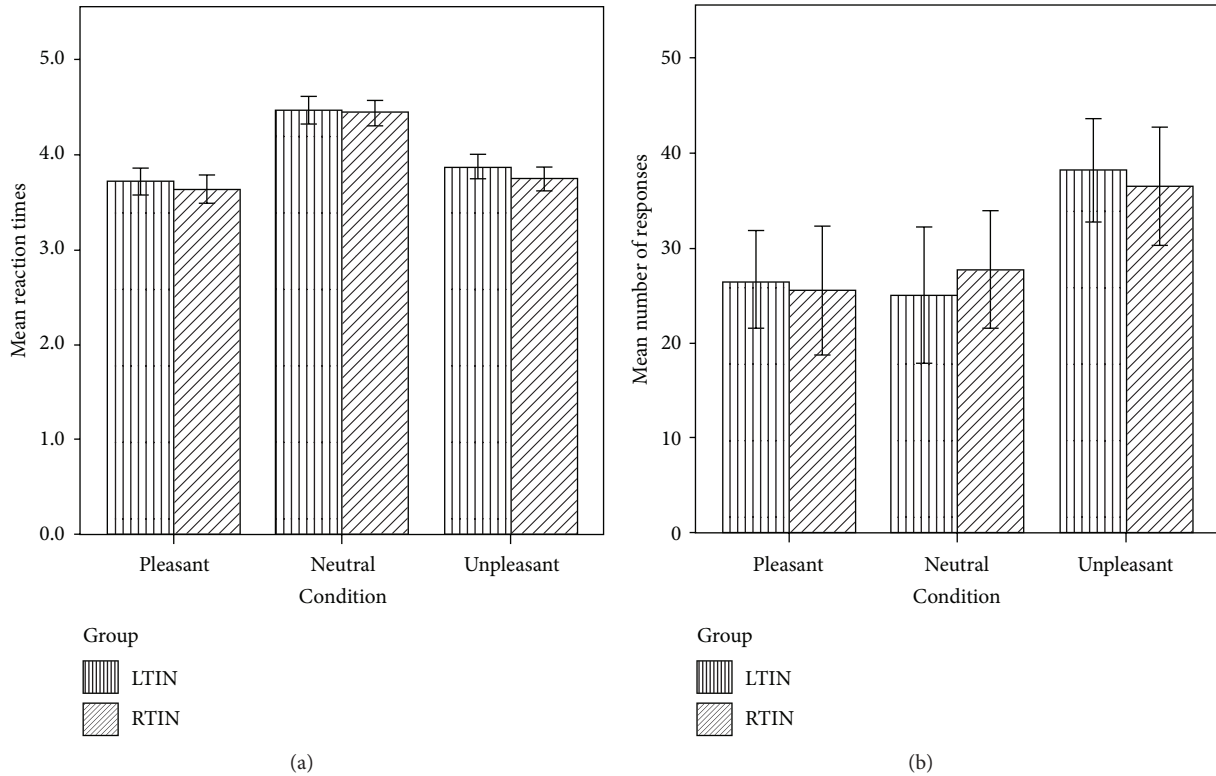 Mean reaction times
5.0
4.0
3.0
2.0
1.0
0.0
Pleasant
Neutral
Unpleasant
Condition
Group
LTIN
RTIN
(a)
Mean number of responses
50
40
30
20
10
0
Pleasant
Neutral
Unpleasant
Condition
Group
LTIN
RTIN
(b)